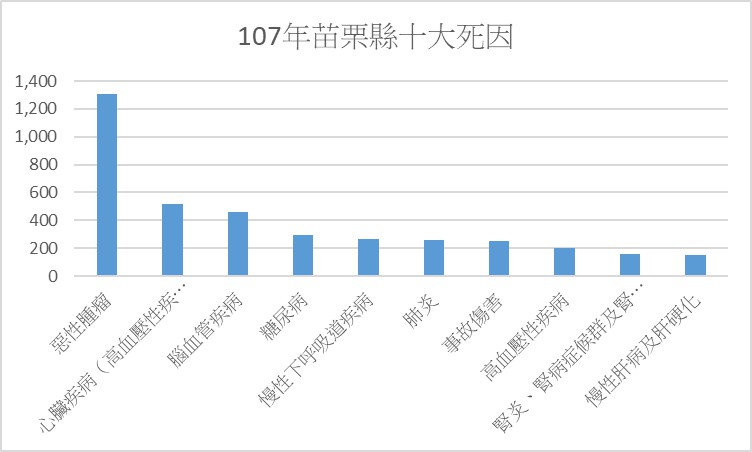 107年苗栗縣十大死因
1,400
1,200
1,000
800
600
400
200
0
惡性腫瘤
心臟疾病（高血壓性疾…
腦血管疾病
糖尿病
慢性下呼吸道疾病
肺炎
事故傷害
高血壓性疾病
腎炎、腎病症候群及腎…
慢性肝病及肝硬化